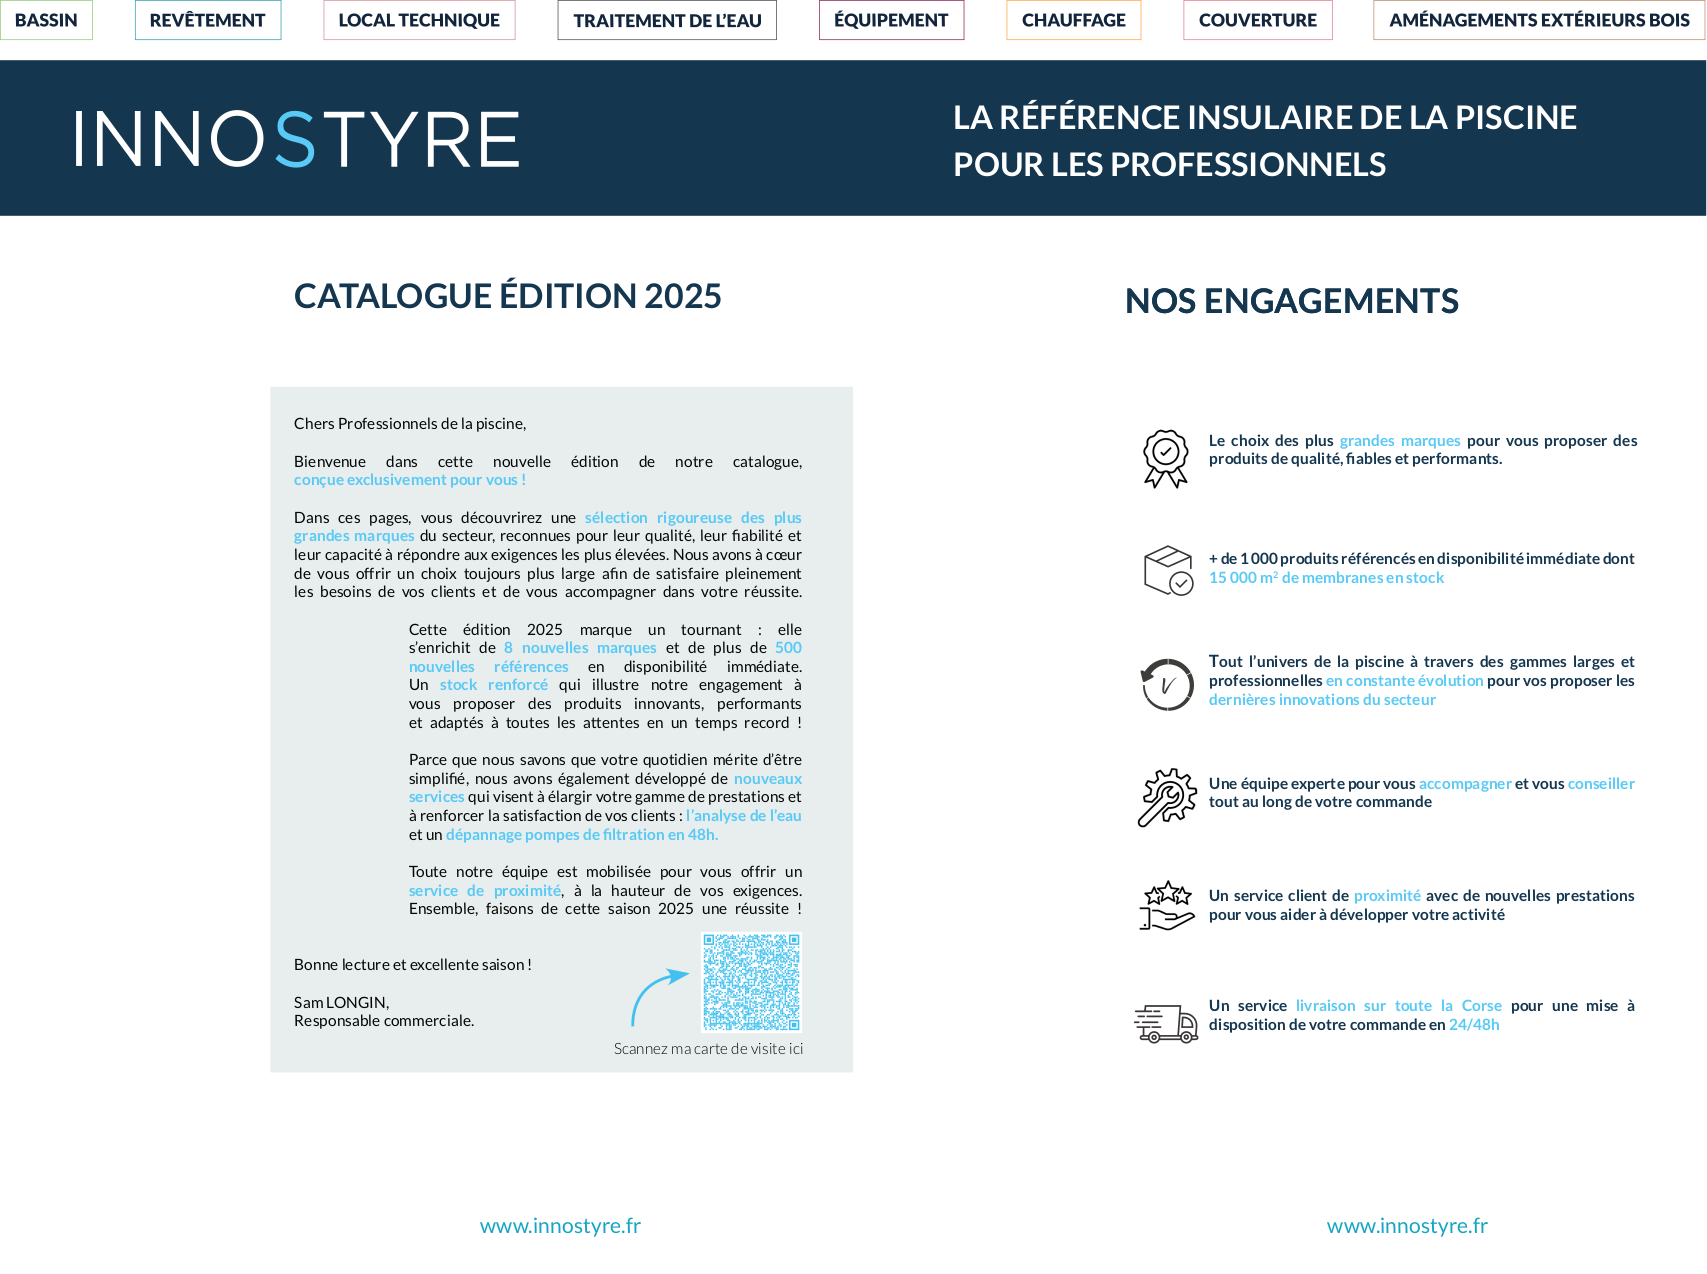 BASSIN
REVÊTEMENT
LOCAL TECHNIQUE
TRAITEMENT DE L’EAU
ÉQUIPEMENT
CHAUFFAGE
COUVERTURE
AMÉNAGEMENTS EXTÉRIEURS BOIS
INNOSTYRE
LA RÉFÉRENCE INSULAIRE DE LA PISCINE
POUR LES PROFESSIONNELS
CATALOGUE ÉDITION 2025
Chers Professionnels de la piscine,
Bienvenue dans cette nouvelle édition de notre catalogue,
conçue exclusivement pour vous !
Dans ces pages, vous découvrirez une sélection rigoureuse des plus
grandes marques du secteur, reconnues pour leur qualité, leur fiabilité et
leur capacité à répondre aux exigences les plus élevées. Nous avons à cœur
de vous offrir un choix toujours plus large afin de satisfaire pleinement
les besoins de vos clients et de vous accompagner dans votre réussite.
Cette édition 2025 marque un tournant : elle
s’enrichit de 8 nouvelles marques et de plus de 500
nouvelles références en disponibilité immédiate.
Un stock renforcé qui illustre notre engagement à
vous proposer des produits innovants, performants
et adaptés à toutes les attentes en un temps record !
Parce que nous savons que votre quotidien mérite d’être
simplifié, nous avons également développé de nouveaux
services qui visent à élargir votre gamme de prestations et
à renforcer la satisfaction de vos clients : l’analyse de l’eau
et un dépannage pompes de filtration en 48h.
Toute notre équipe est mobilisée pour vous offrir un
service de proximité, à la hauteur de vos exigences.
Ensemble, faisons de cette saison 2025 une réussite !
Bonne lecture et excellente saison !
Sam LONGIN,
Responsable commerciale.
Scannez ma carte de visite ici
www.innostyre.fr
NOS ENGAGEMENTS
Le choix des plus grandes marques pour vous proposer des
produits de qualité, fiables et performants.
+ de 1 000 produits référencés en disponibilité immédiate dont
15 000 m² de membranes en stock
Tout l’univers de la piscine à travers des gammes larges et
professionnelles en constante évolution pour vos proposer les
dernières innovations du secteur
Une équipe experte pour vous accompagner et vous conseiller
tout au long de votre commande
Un service client de proximité avec de nouvelles prestations
pour vous aider à développer votre activité
Un service livraison sur toute la Corse pour une mise à
disposition de votre commande en 24/48h
www.innostyre.fr